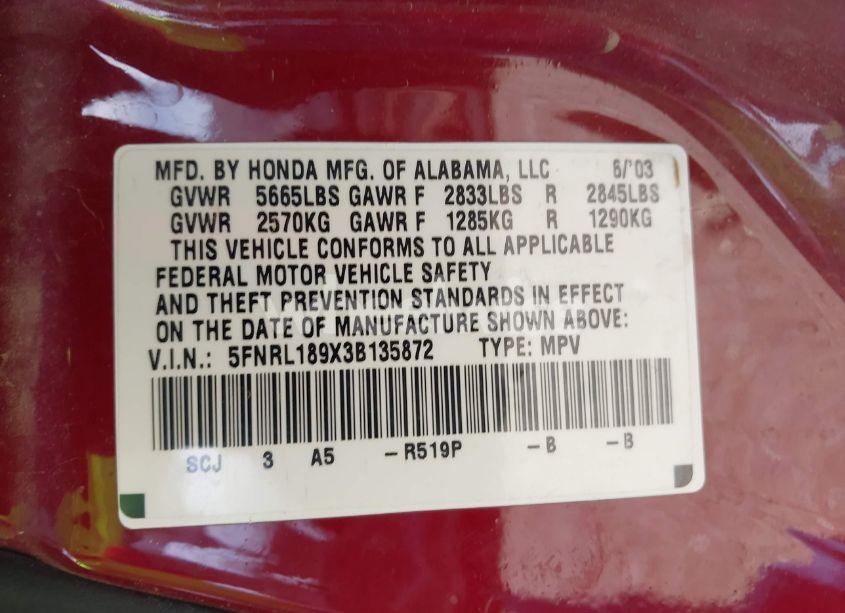 MFD. BY HONDA MFG. OF ALABAMA, LLC 6/'03
GVWR 5665LBS GAWR F 2833LBS R 2845LBS
GVWR 2570KG GAWR F 1285KG R 1290KG
THIS VEHICLE CONFORMS TO ALL APPLICABLE
FEDERAL MOTOR VEHICLE SAFETY
AND THEFT PREVENTION STANDARDS IN EFFECT
ON THE DATE OF MANUFACTURE SHOWN ABOVE:
V.I.N.: 5FNRL189X3B135872 TYPE: MPV
SCJ 3 A5 -R519P -B -B